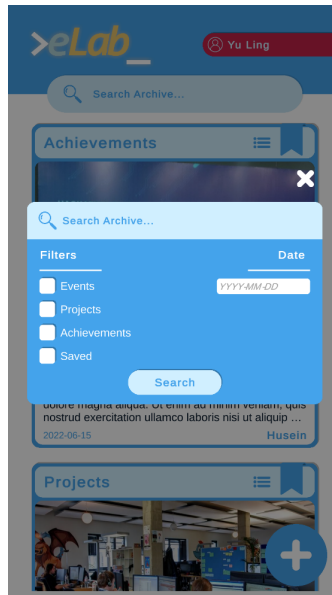 >eLab_
Yu Ling
Search Archive...
Achievements
Search Archive...
Filters
Date
Events
YYYY-MM-DD
Projects
Achievements
Saved
Search
dolore magna aliqua. Ut enim ad minim veniam, quis
nostrud exercitation ullamco laboris nisi ut aliquip ...
2022-06-15
Husein
Projects